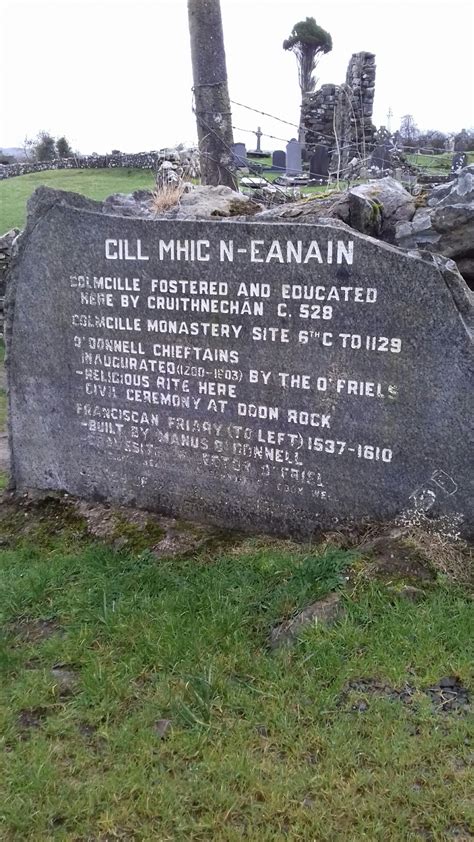 CILL MHIC N-EANAIN
COLMCILLE FOSTERED AND EDUCATED
HERE BY CRUITHNECHÁN C. 528
COLMCILLE MONASTERY SITE 6THC TO 1129
O'DONNELL CHIEFTAINS
INAUGURATED (1200-1603) BY THE O'FRIELS
-RELIGIOUS RITE HERE
CIVIL CEREMONY AT DOON ROCK
FRANCISCAN FRIARY (TO LEFT) 1537-1610
-BUILT BY MANUS O'DONNELL
O'FRIEL